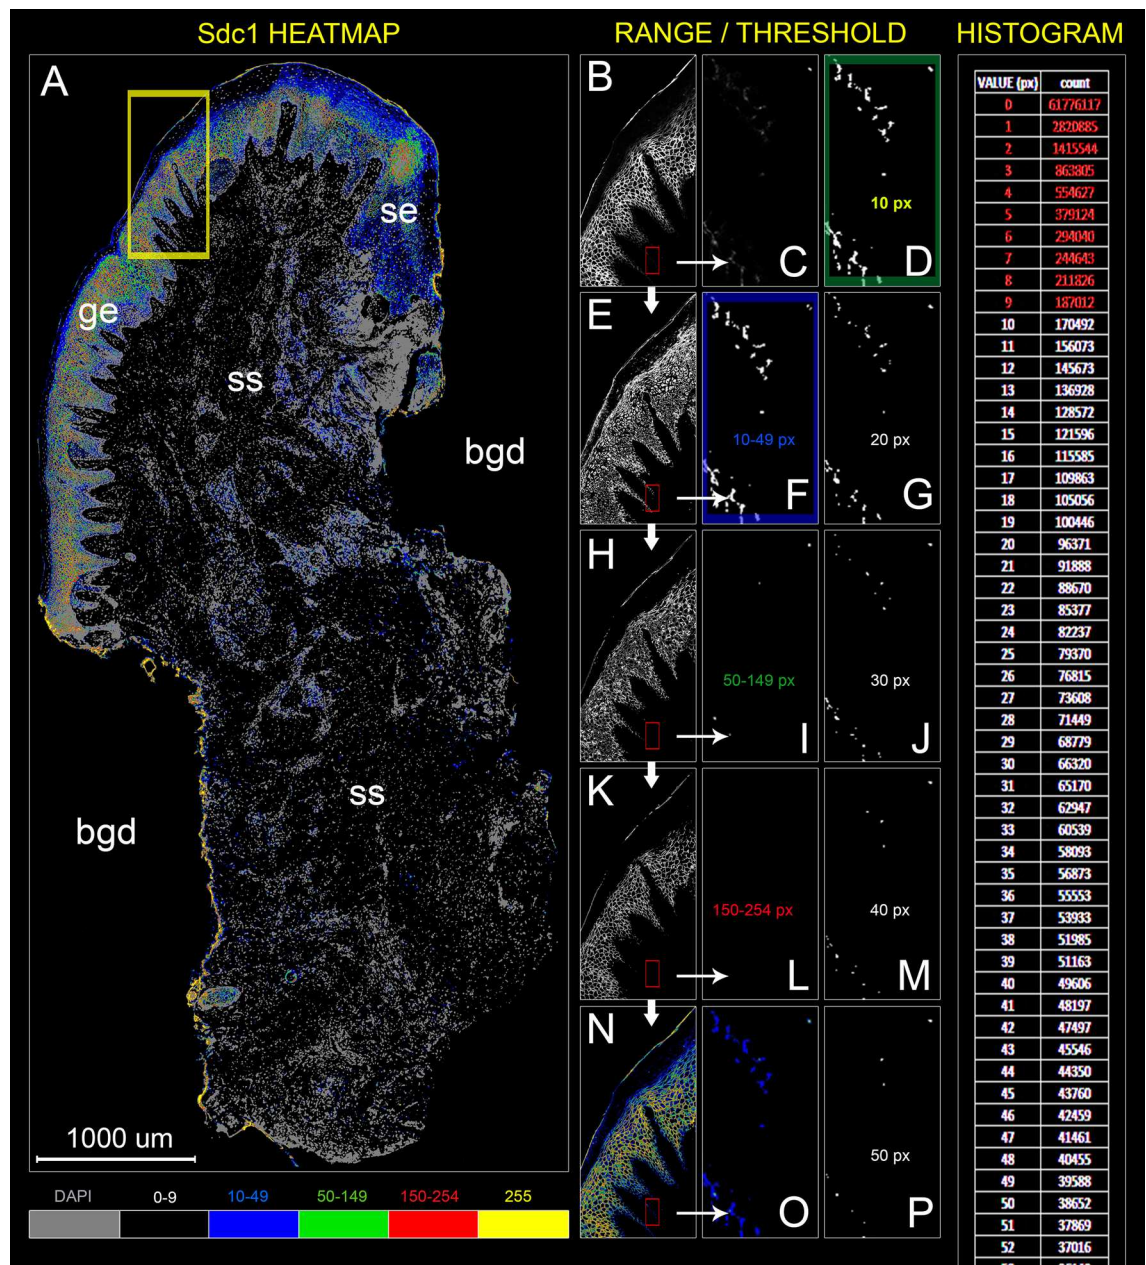 Sdc1 HEATMAP
RANGE / THRESHOLD
HISTOGRAM
A
ge
se
ss
bgd
ss
bgd
1000 um
DAPI 0-9 10-49 50-149 150-254 255
B
C
10 px
D
E
10-49 px
F
20 px
G
H
50-149 px
I
30 px
J
K
150-254 px
L
40 px
M
N
O
50 px
P
VALUE (px) count
0 61776117
1 2820885
2 1415544
3 863805
4 554627
5 379124
6 294040
7 244643
8 211826
9 187012
10 170492
11 156073
12 145673
13 136928
14 128572
15 121596
16 115585
17 109863
18 105056
19 100446
20 96371
21 91888
22 88670
23 85377
24 82237
25 79370
26 76815
27 73608
28 71449
29 68779
30 66320
31 65170
32 62947
33 60539
34 58093
35 56873
36 55553
37 53933
38 51985
39 51163
40 49606
41 48197
42 47497
43 45546
44 44350
45 43760
46 42459
47 41461
48 40455
49 39588
50 38652
51 37869
52 37016